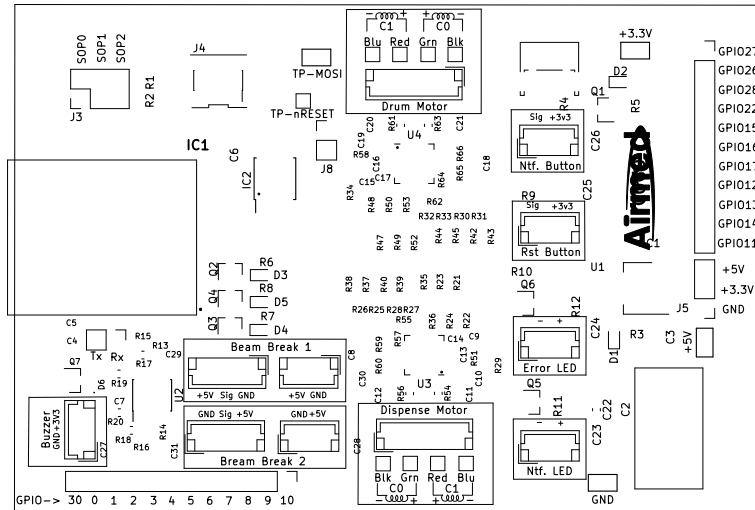 C1 C0
Blu Red Grn Blk
Drum Motor
SOP0
SOP1
SOP2
J3
R2 R1
J4
TP-MOSI
TP-nRESET
J8
IC1
C6
IC2
C20 R61 U4 R63 C21
C19
R58
C16
C15 C17
R66
R65
R64
C18
R34
R48 R50 R53 R62
R32 R33 R30 R31
R47 R49 R52 R44 R45 R42 R43
R38 R37 R40 R39 R35 R23 R21
R26 R25 R28 R27
R55 R36 R24 R22
R4
Sig +3v3
Ntf. Button
C26
Q1
D2
R5
+3.3V
Airmed
C1
R9
Sig +3v3
Rst Button
C25
U1
GPIO27
GPIO26
GPIO28
GPIO22
GPIO15
GPIO16
GPIO17
GPIO12
GPIO13
GPIO14
GPIO11
+5V
+3.3V
GND
J5
+5V
C3
R3
D1
R10
Q6
R12
- +
Error LED
C24
Q5
R11
- +
Ntf. LED
C23
C22
C2
GND
Q2 R6
D3
Q4 R8
D5
Q3 R7
D4
C5
C4
Tx Rx
R15
R13
R17
C29
Q7
D6
R19
C7
R20
R18
R16
R14
U2
C31
Buzzer
GND+3V3
C27
Beam Break 1
+5V Sig GND +5V GND
C8
GND Sig +5V GND+5V
Bream Break 2
C28
R59
R57
R60
C30
C12
R56
U3
R54
C14
C9
C13
R51
C10
C11
R29
Dispense Motor
Blk Grn Red Blu
C0 C1
- + - +
GPIO-> 30 0 1 2 3 4 5 6 7 8 9 10